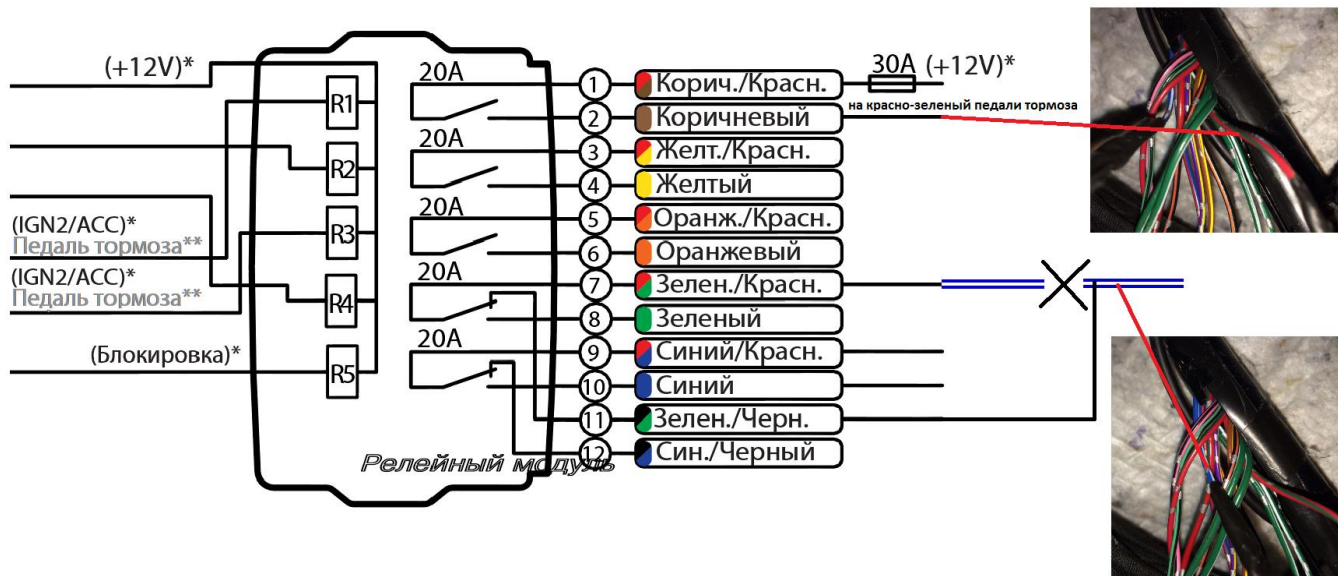 (+12V)*
R1
R2
(IGN2/ACC)*
Педаль тормоза**
R3
(IGN2/ACC)*
Педаль тормоза**
R4
(Блокировка)*
R5
20A
20A
20A
20A
20A
Релейный модуль
1 Корич./Красн.
30A (+12V)*
на красно-зеленый педали тормоза
2 Коричневый
3 Желт./Красн.
4 Желтый
5 Оранж./Красн.
6 Оранжевый
7 Зелен./Красн.
8 Зеленый
9 Синий/Красн.
10 Синий
11 Зелен./Черн.
12 Син./Черный